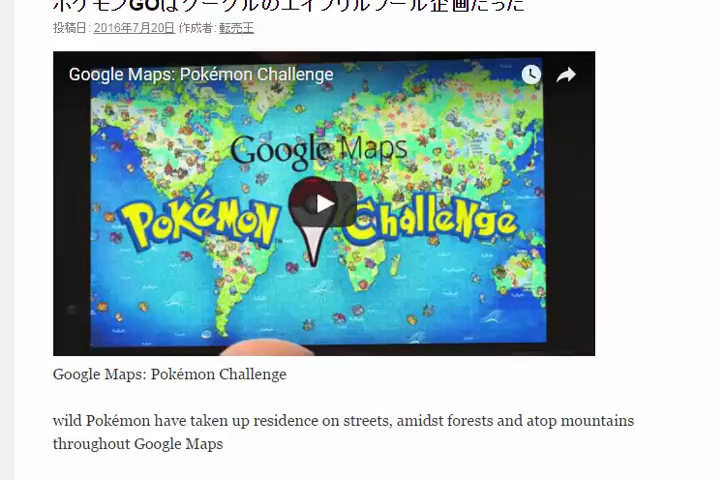 ポケモンGOはグーグルのエイプリルフール企画だった
投稿日: 2016年7月20日 作成者: 転売王
Google Maps: Pokémon Challenge
Google Maps
POKéMON Challenge
Google Maps: Pokémon Challenge
wild Pokémon have taken up residence on streets, amidst forests and atop mountains
throughout Google Maps